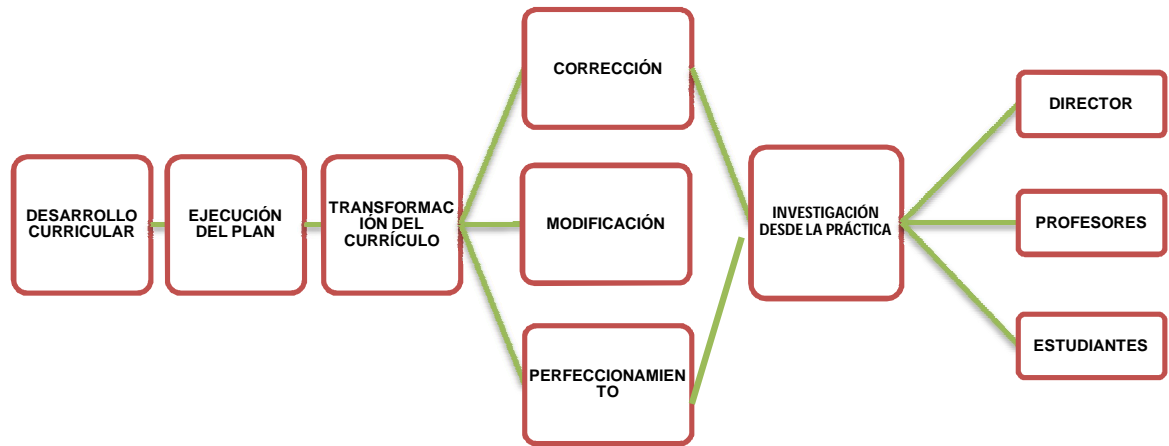 DESARROLLO
CURRICULAR
EJECUCIÓN
DEL PLAN
TRANSFORMAC
IÓN DEL
CURRÍCULO
CORRECCIÓN
MODIFICACIÓN
PERFECCIONAMIEN
TO
INVESTIGACIÓN
DESDE LA PRÁCTICA
DIRECTOR
PROFESORES
ESTUDIANTES